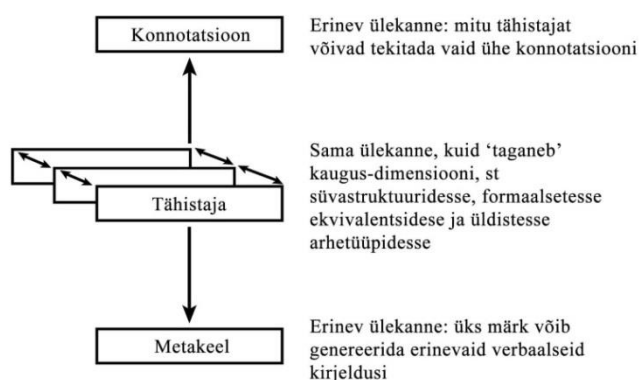 Konnotatsioon
Erinev ülekanne: mitu tähistajat
võivad tekitada vaid ühe konnotatsiooni
Tähistaja
Sama ülekanne, kuid ‘taganeb’
kaugus-dimensiooni, st
süvastruktuuridesse, formaalsetesse
ekvivalentsidese ja üldistesse
arhetüüpidesse
Metakeel
Erinev ülekanne: üks märk võib
genereerida erinevaid verbaalseid
kirjeldusi